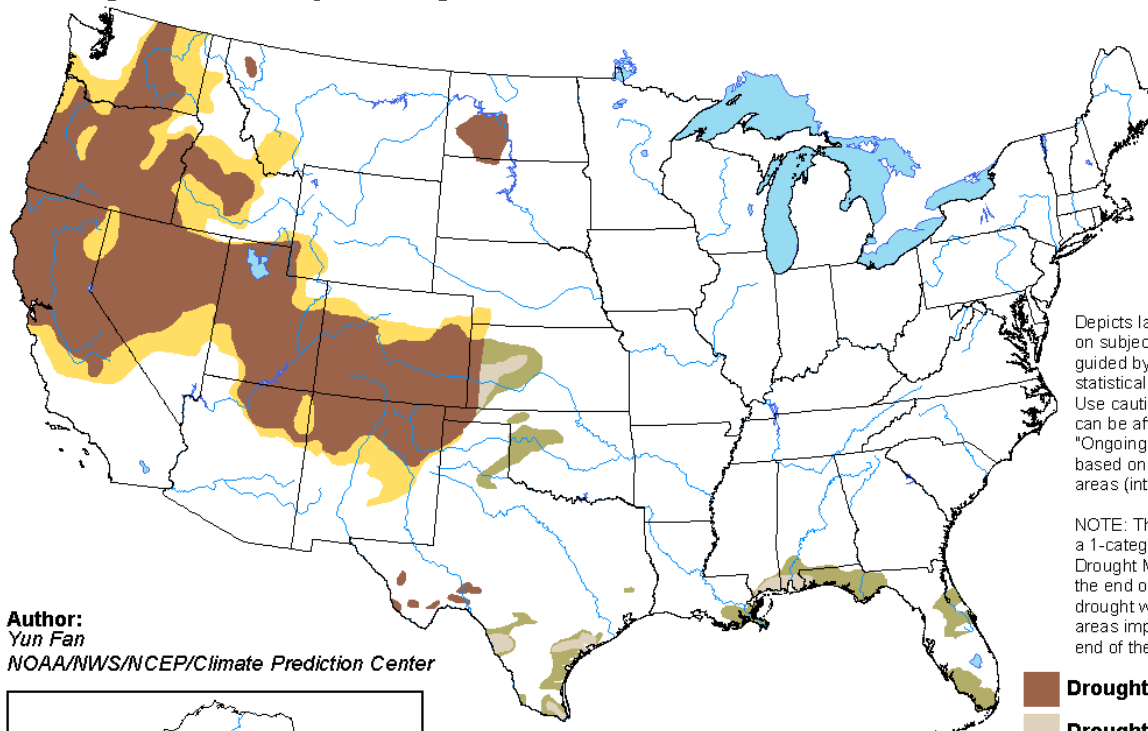 Depicts la
on subjec
guided by
statistical
Use cauti
can be af
"Ongoing
based on
areas (int
NOTE: Th
a 1-categ
Drought M
the end o
drought w
areas imp
end of the
Author:
Yun Fan
NOAA/NWS/NCEP/Climate Prediction Center
Drought
Drought